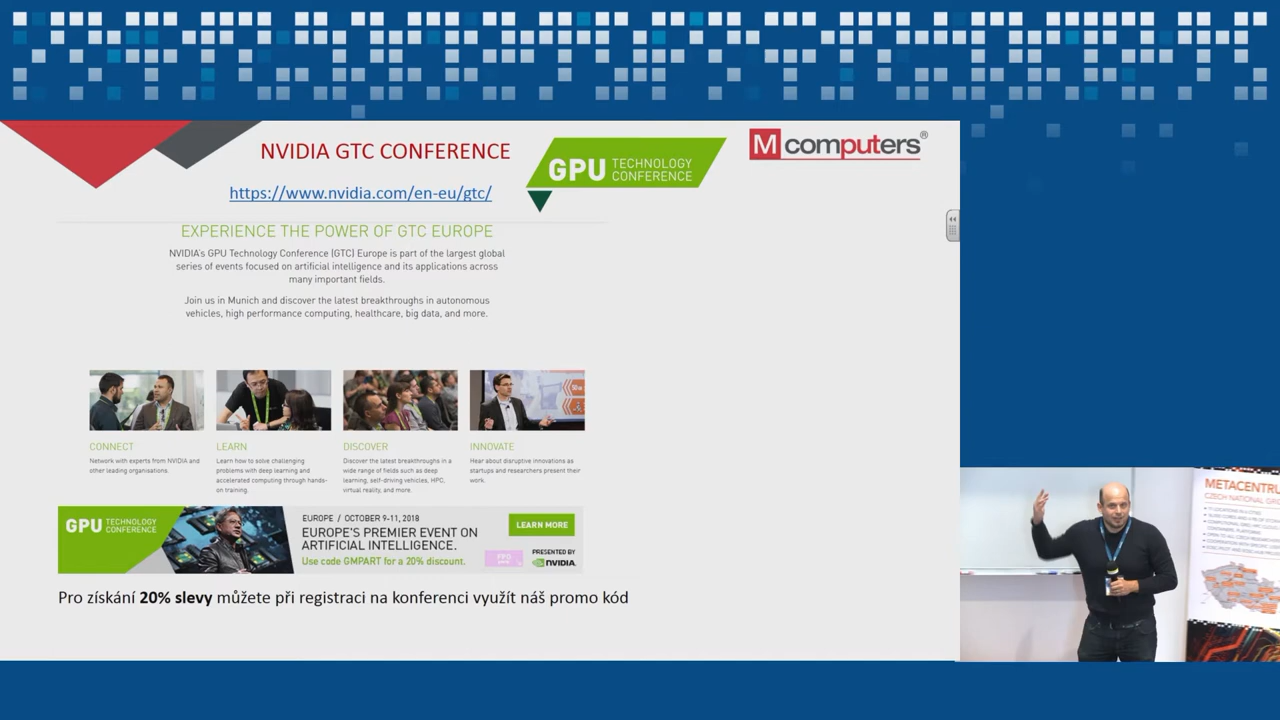 NVIDIA GTC CONFERENCE
https://www.nvidia.com/en-eu/gtc/
GPU TECHNOLOGY CONFERENCE
M computers®
EXPERIENCE THE POWER OF GTC EUROPE
NVIDIA's GPU Technology Conference (GTC) Europe is part of the largest global
series of events focused on artificial intelligence and its applications across
many important fields.
Join us in Munich and discover the latest breakthroughs in autonomous
vehicles, high performance computing, healthcare, big data, and more.
CONNECT
Network with experts from NVIDIA and
other leading organisations.
LEARN
Learn how to solve challenging
problems with deep learning and
accelerated computing through hands-
on training.
DISCOVER
Discover the latest breakthroughs in a
wide range of fields such as deep
learning, self-driving vehicles, HPC,
virtual reality, and more.
INNOVATE
Hear about disruptive innovations as
startups and researchers present their
work.
GPU TECHNOLOGY
CONFERENCE
EUROPE / OCTOBER 9-11, 2018
EUROPE'S PREMIER EVENT ON
ARTIFICIAL INTELLIGENCE.
Use code GMPART for a 20% discount.
LEARN MORE
PRESENTED BY
NVIDIA.
Pro získání 20% slevy můžete při registraci na konferenci využít náš promo kód
METACENTRU
CZECH NATIONAL GRI